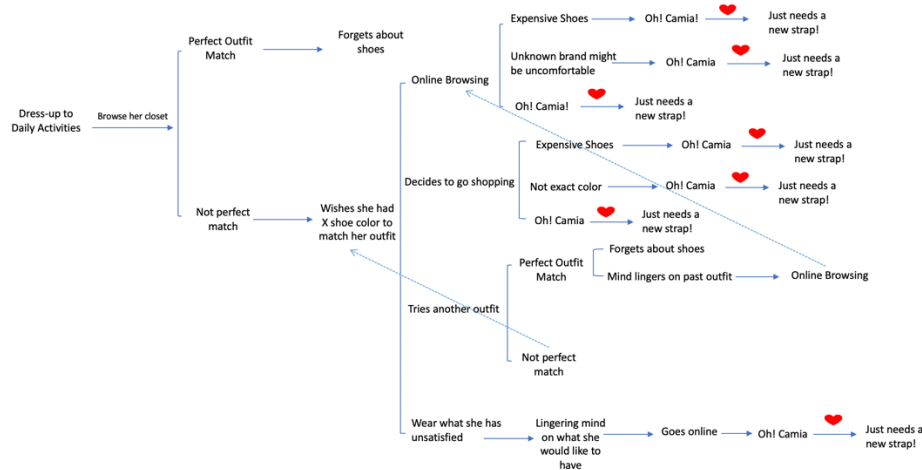 Expensive Shoes
Oh! Camia!
Just needs a
new strap!
Perfect Outfit
Match
Forgets about
shoes
Unknown brand might
be uncomfortable
Oh! Camia
Just needs a
new strap!
Online Browsing
Oh! Camia!
Just needs a
new strap!
Dress-up to
Daily Activities
Browse her closet
Expensive Shoes
Oh! Camia
Just needs a
new strap!
Decides to go shopping
Not exact color
Oh! Camia
Just needs a
new strap!
Not perfect
match
Wishes she had
X shoe color to
match her outfit
Oh! Camia
Just needs a
new strap!
Perfect Outfit
Match
Forgets about shoes
Mind lingers on past outfit
Online Browsing
Tries another outfit
Not perfect
match
Wear what she has
unsatisfied
Lingering mind
on what she
would like to
have
Goes online
Oh! Camia
Just needs a
new strap!